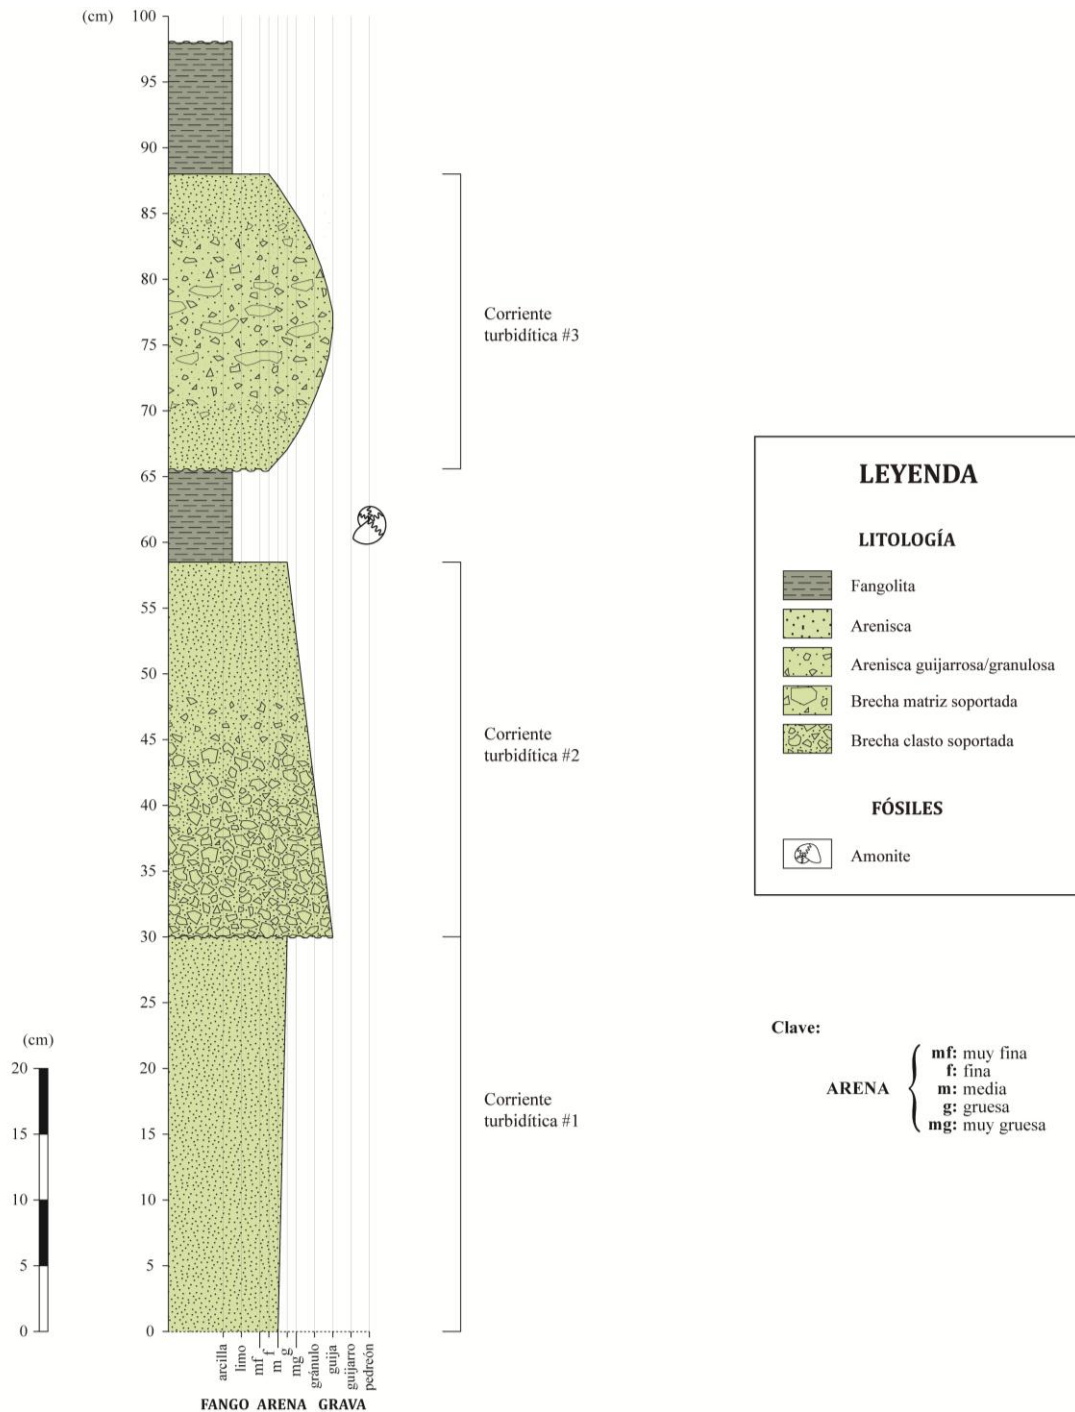 (cm)
100
95
90
85
80
75
70
65
60
55
50
45
40
35
30
25
20
15
10
5
0
Corriente
turbidítica #3
Corriente
turbidítica #2
Corriente
turbidítica #1
arcilla
limo
mf
f
m
g
mg
gránulo
guija
guijarro
pedreón
FANGO ARENA GRAVA
(cm)
20
15
10
5
0
LEYENDA
LITOLOGÍA
Fangolita
Arenisca
Arenisca guijarrosa/granulosa
Brecha matriz soportada
Brecha clasto soportada
FÓSILES
Amonite
Clave:
ARENA
mf: muy fina
f: fina
m: media
g: gruesa
mg: muy gruesa